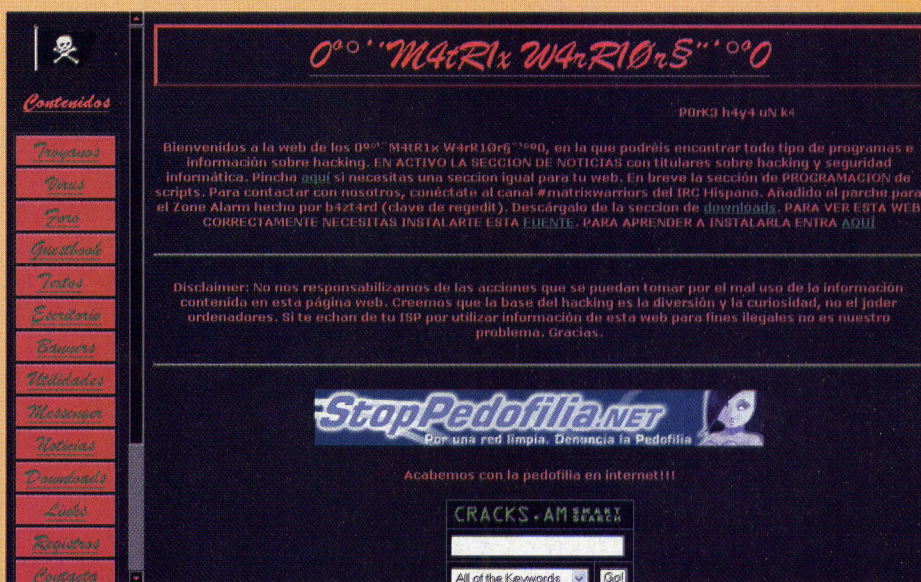 Contenidos
Troyanos
Virus
Foro
Guestbook
Textos
Escritorio
Banners
Utilidades
Messenger
Noticias
Downloads
Links
Registros
Contacta
0ºº'¨M4tR1x W4rR1Ør§¨'ºº0
P0rK3 h4y4 uN k4
Bienvenidos a la web de los 0ºº'¨M4tR1x W4rR10r§¨'ºº0, en la que podréis encontrar todo tipo de programas e
información sobre hacking. EN ACTIVO LA SECCION DE NOTICIAS con titulares sobre hacking y seguridad
informática. Pincha aquí si necesitas una seccion igual para tu web. En breve la sección de PROGRAMACION de
scripts. Para contactar con nosotros, conéctate al canal #matrixwarriors del IRC Hispano. Añadido el parche para
el Zone Alarm hecho por b4zt4rd (clave de regedit). Descárgalo de la seccion de downloads. PARA VER ESTA WEB
CORRECTAMENTE NECESITAS INSTALARTE ESTA FUENTE. PARA APRENDER A INSTALARLA ENTRA AQUÍ
Disclaimer: No nos responsabilizamos de las acciones que se puedan tomar por el mal uso de la información
contenida en esta página web. Creemos que la base del hacking es la diversión y la curiosidad, no el joder
ordenadores. Si te echan de tu ISP por utilizar información de esta web para fines ilegales no es nuestro
problema. Gracias.
StopPedofilia.NET
Por una red limpia. Denuncia la Pedofilia
Acabemos con la pedofilia en internet!!!
CRACKS.AM SMART SEARCH
All of the Keywords Go!